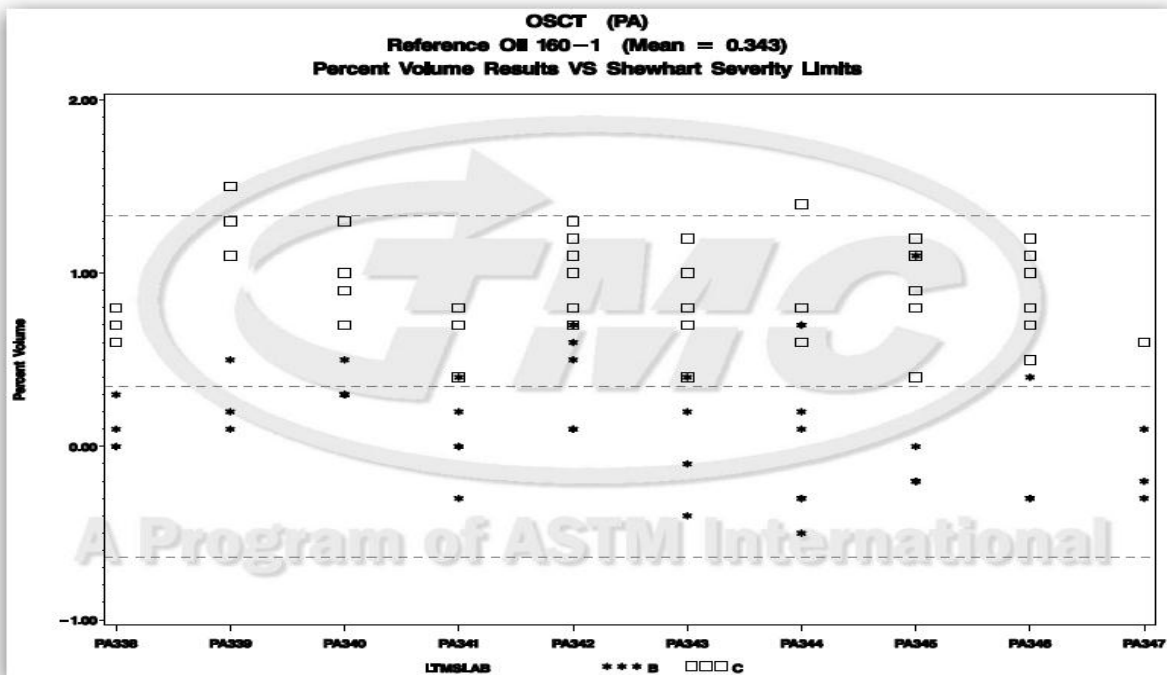 OSCT (PA)
Reference Oil 160-1 (Mean = 0.343)
Percent Volume Results VS Shewhart Severity Limits
2.00
1.00
0.00
-1.00
Percent Volume
TMC
A Program of ASTM International
PA338 PA339 PA340 PA341 PA342 PA343 PA344 PA345 PA346 PA347
LTMSLAB *** B □□□ C